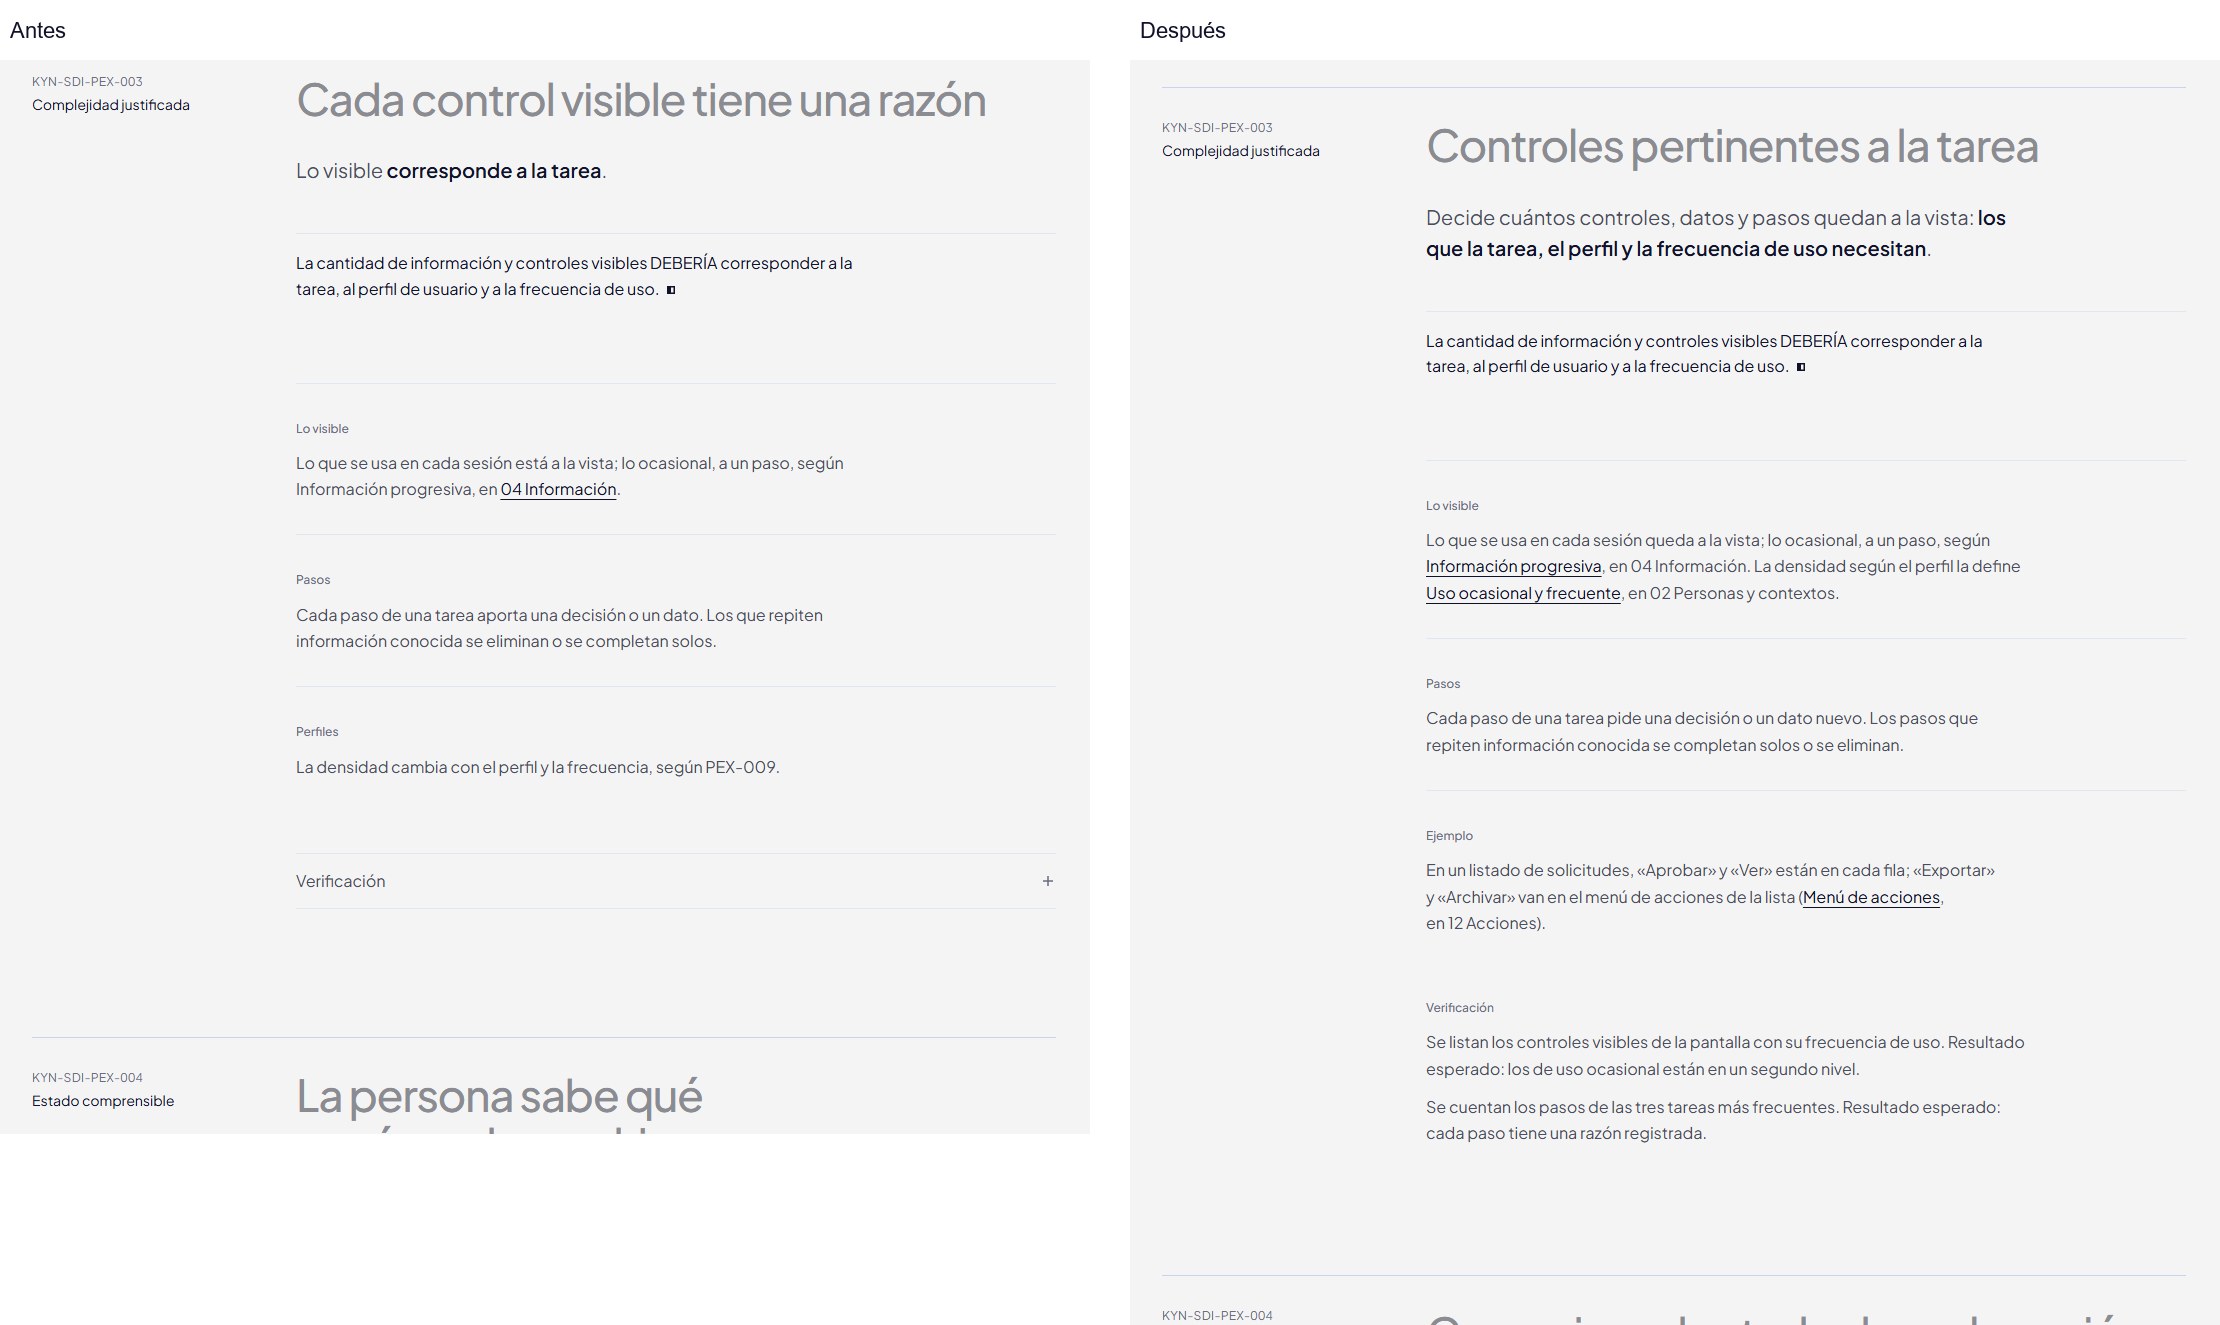 Antes
KYN-SDI-PEX-003
Complejidad justificada
Cada control visible tiene una razón
Lo visible corresponde a la tarea.
La cantidad de información y controles visibles DEBERÍA corresponder a la
tarea, al perfil de usuario y a la frecuencia de uso.
Lo visible
Lo que se usa en cada sesión está a la vista; lo ocasional, a un paso, según
Información progresiva, en 04 Información.
Pasos
Cada paso de una tarea aporta una decisión o un dato. Los que repiten
información conocida se eliminan o se completan solos.
Perfiles
La densidad cambia con el perfil y la frecuencia, según PEX-009.
Verificación +
KYN-SDI-PEX-004
Estado comprensible
La persona sabe qué
Después
KYN-SDI-PEX-003
Complejidad justificada
Controles pertinentes a la tarea
Decide cuántos controles, datos y pasos quedan a la vista: los
que la tarea, el perfil y la frecuencia de uso necesitan.
La cantidad de información y controles visibles DEBERÍA corresponder a la
tarea, al perfil de usuario y a la frecuencia de uso.
Lo visible
Lo que se usa en cada sesión queda a la vista; lo ocasional, a un paso, según
Información progresiva, en 04 Información. La densidad según el perfil la define
Uso ocasional y frecuente, en 02 Personas y contextos.
Pasos
Cada paso de una tarea pide una decisión o un dato nuevo. Los pasos que
repiten información conocida se completan solos o se eliminan.
Ejemplo
En un listado de solicitudes, «Aprobar» y «Ver» están en cada fila; «Exportar»
y «Archivar» van en el menú de acciones de la lista (Menú de acciones,
en 12 Acciones).
Verificación
Se listan los controles visibles de la pantalla con su frecuencia de uso. Resultado
esperado: los de uso ocasional están en un segundo nivel.
Se cuentan los pasos de las tres tareas más frecuentes. Resultado esperado:
cada paso tiene una razón registrada.
KYN-SDI-PEX-004